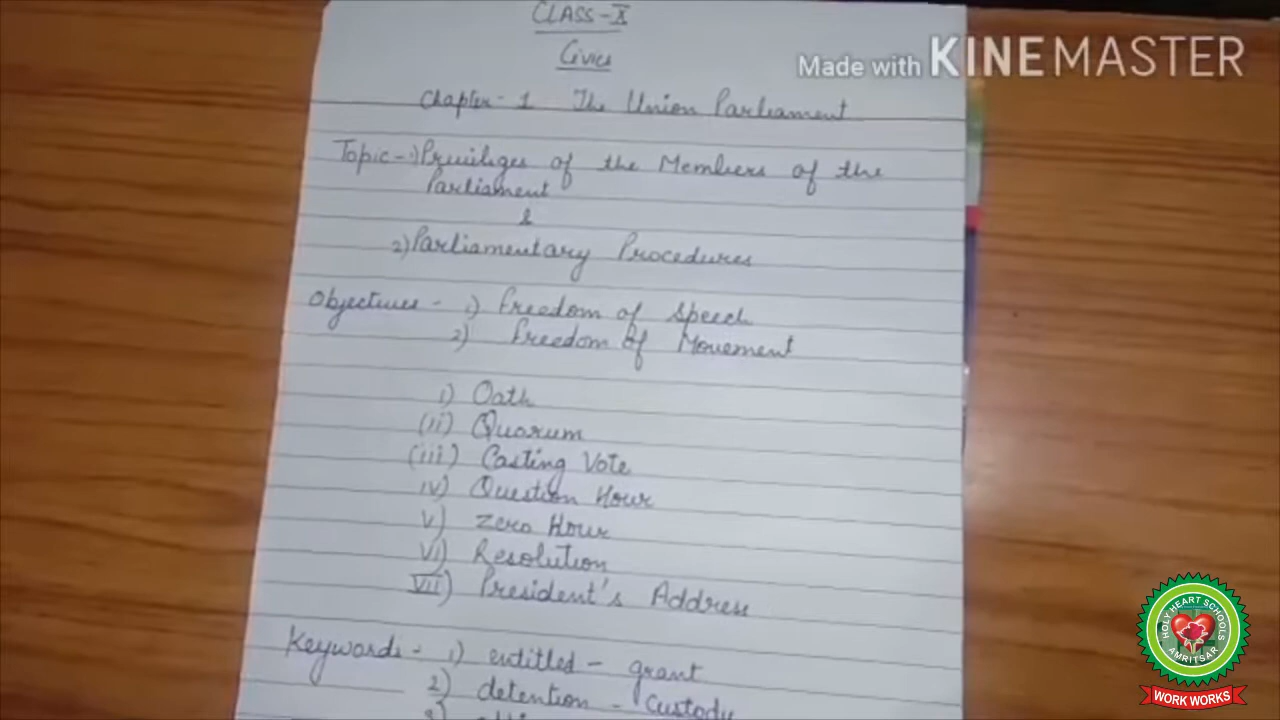 CLASS-X
Civics
Made with KINEMASTER
Chapter-1 The Union Parliament
Topic-1) Privileges of the Members of the
Parliament
&
2) Parliamentary Procedures
Objectives - 1) Freedom of Speech
2) Freedom of Movement
i) Oath
(ii) Quorum
(iii) Casting Vote
iv) Question Hour
v) Zero Hour
vi) Resolution
VII) President's Address
Keywords - 1) entitled - grant
2) detention - Custody
3)
HOLY HEART SCHOOLS
AMRITSAR
WORK WORKS